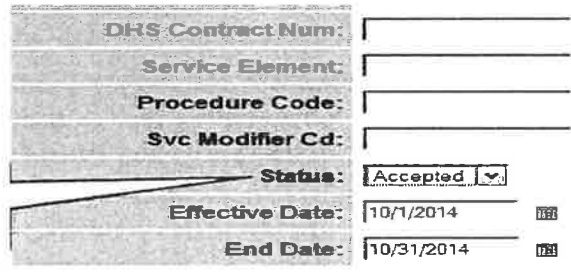 DHS Contract Num:
Service Element:
Procedure Code:
Svc Modifier Cd:
Status: Accepted
Effective Date: 10/1/2014
End Date: 10/31/2014